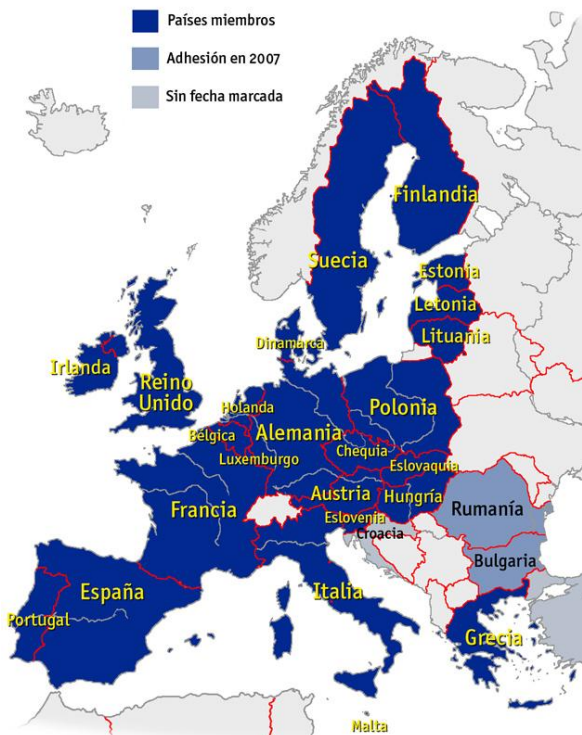 Países miembros
Adhesión en 2007
Sin fecha marcada
Finlandia
Suecia
Estonia
Letonia
Lituania
Dinamarca
Irlanda
Reino
Unido
Holanda
Polonia
Bélgica
Alemania
Chequia
Luxemburgo
Eslovaquia
Austria
Hungría
Rumanía
Francia
Eslovenia
Croacia
Bulgaria
España
Italia
Portugal
Grecia
Malta